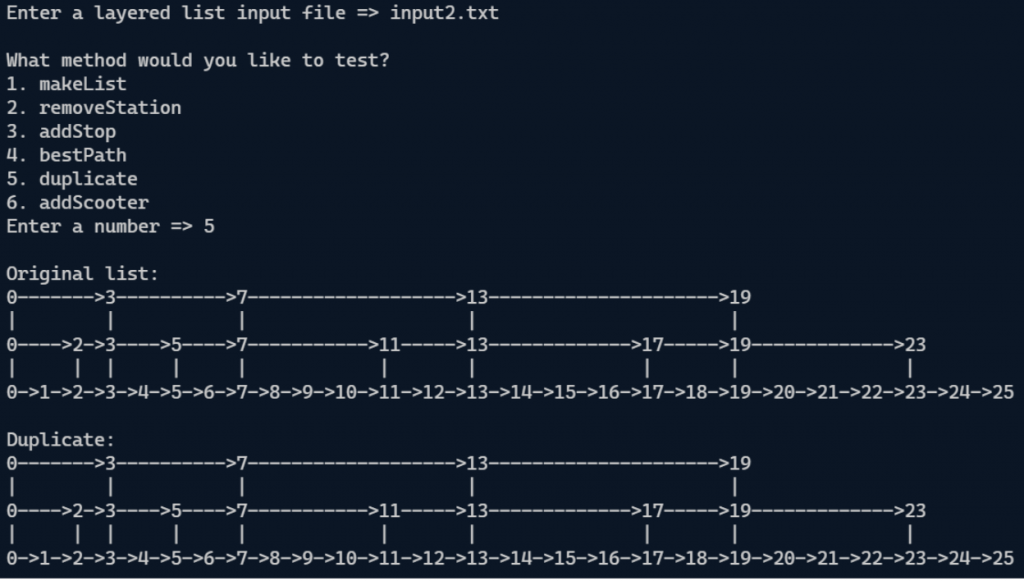 Enter a layered list input file => input2.txt
What method would you like to test?
1. makeList
2. removeStation
3. addStop
4. bestPath
5. duplicate
6. addScooter
Enter a number => 5
Original list:
0------->3---------->7------------------->13--------------------->19
|        |           |                    |                       |
0---->2->3---->5---->7----------->11----->13------------->17----->19------------->23
|     |  |     |     |            |       |               |       |               |
0->1->2->3->4->5->6->7->8->9->10->11->12->13->14->15->16->17->18->19->20->21->22->23->24->25
Duplicate:
0------->3---------->7------------------->13--------------------->19
|        |           |                    |                       |
0---->2->3---->5---->7----------->11----->13------------->17----->19------------->23
|     |  |     |     |            |       |               |       |               |
0->1->2->3->4->5->6->7->8->9->10->11->12->13->14->15->16->17->18->19->20->21->22->23->24->25